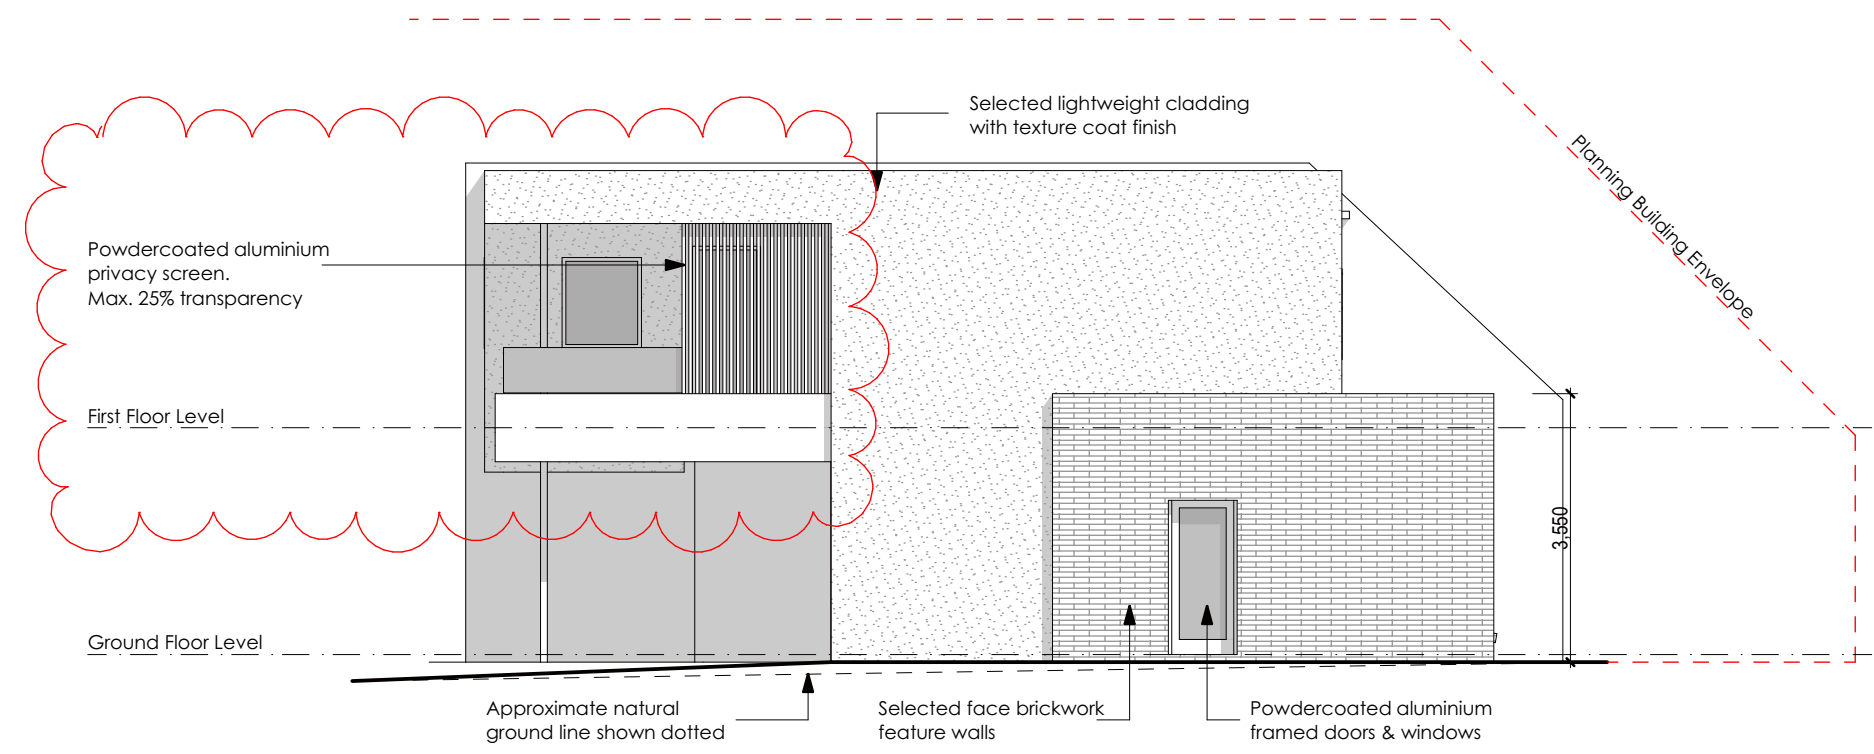 Selected lightweight cladding
with texture coat finish
Planning Building Envelope
Powdercoated aluminium
privacy screen.
Max. 25% transparency
First Floor Level
3,550
Ground Floor Level
Approximate natural
ground line shown dotted
Selected face brickwork
feature walls
Powdercoated aluminium
framed doors & windows